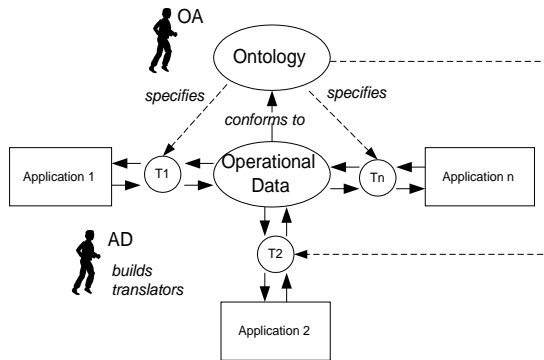 OA
Ontology
specifies
specifies
conforms to
Application 1
T1
Operational
Data
Tn
Application n
AD
builds
translators
T2
Application 2